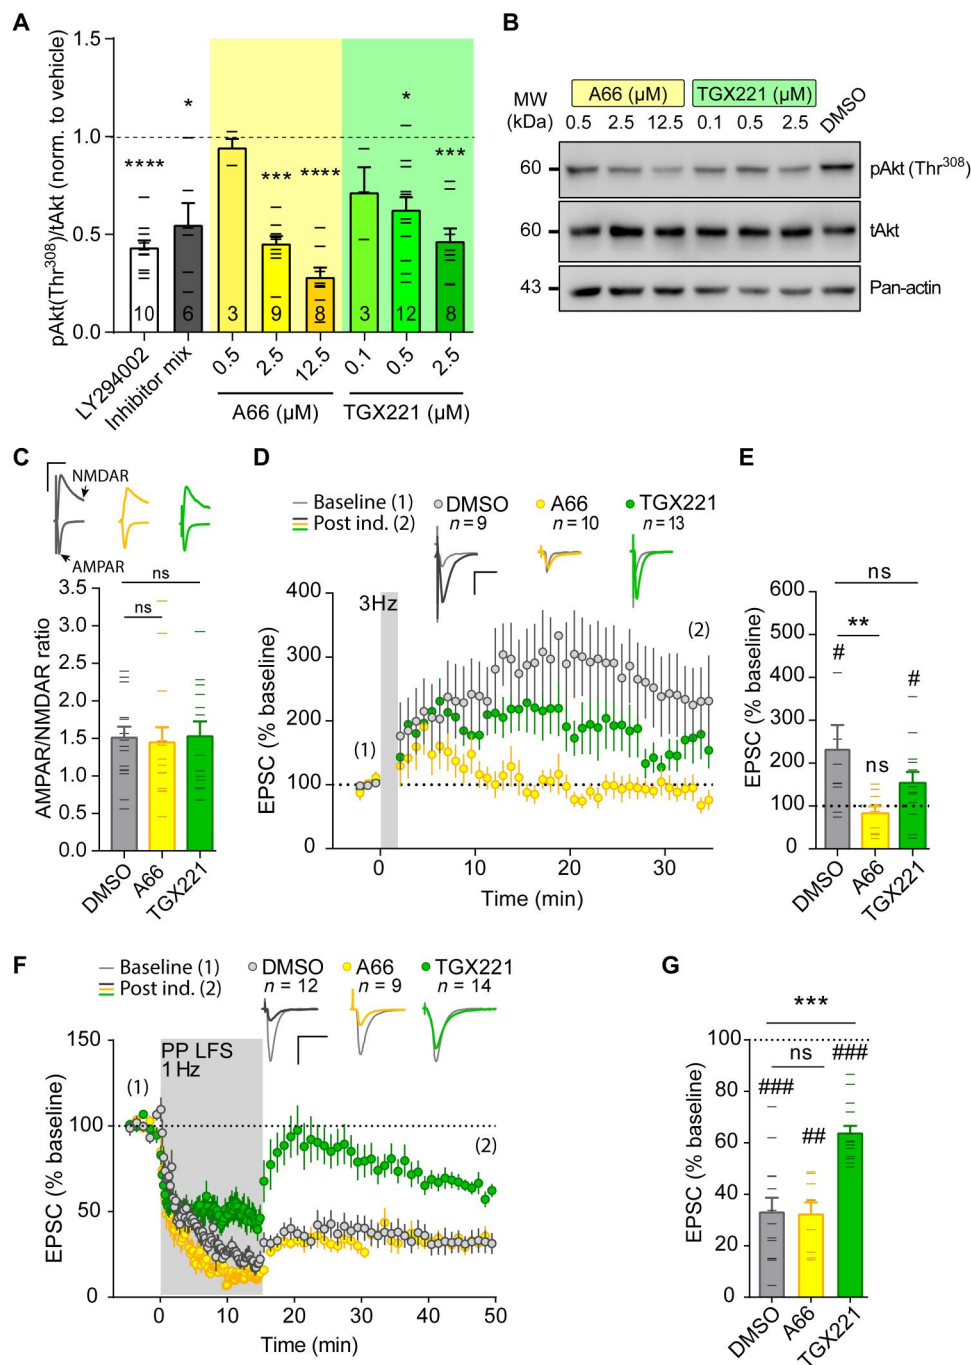 A
pAkt(Thr308)/tAkt (norm. to vehicle)
1.5
1.0
0.5
0.0
****
*
***
****
*
***
10
6
3
9
8
3
12
8
LY294002
Inhibitor mix
0.5
2.5
12.5
0.1
0.5
2.5
A66 (µM)
TGX221 (µM)
B
MW
(kDa)
A66 (µM)
TGX221 (µM)
DMSO
0.5 2.5 12.5 0.1 0.5 2.5
60
pAkt (Thr308)
60
tAkt
43
Pan-actin
C
NMDAR
AMPAR
ns
ns
AMPAR/NMDAR ratio
3.5
3.0
2.5
2.0
1.5
1.0
0.5
0.0
DMSO
A66
TGX221
D
Baseline (1)
Post ind. (2)
DMSO
n = 9
A66
n = 10
TGX221
n = 13
EPSC (% baseline)
400
300
200
100
0
3Hz
(1)
(2)
0 10 20 30
Time (min)
E
EPSC (% baseline)
600
400
300
200
100
0
ns
**
#
ns
#
DMSO
A66
TGX221
F
Baseline (1)
Post ind. (2)
DMSO
n = 12
A66
n = 9
TGX221
n = 14
EPSC (% baseline)
150
100
50
0
PP LFS
1 Hz
(1)
(2)
0 10 20 30 40 50
Time (min)
G
EPSC (% baseline)
100
80
60
40
20
0
***
ns
###
##
###
DMSO
A66
TGX221